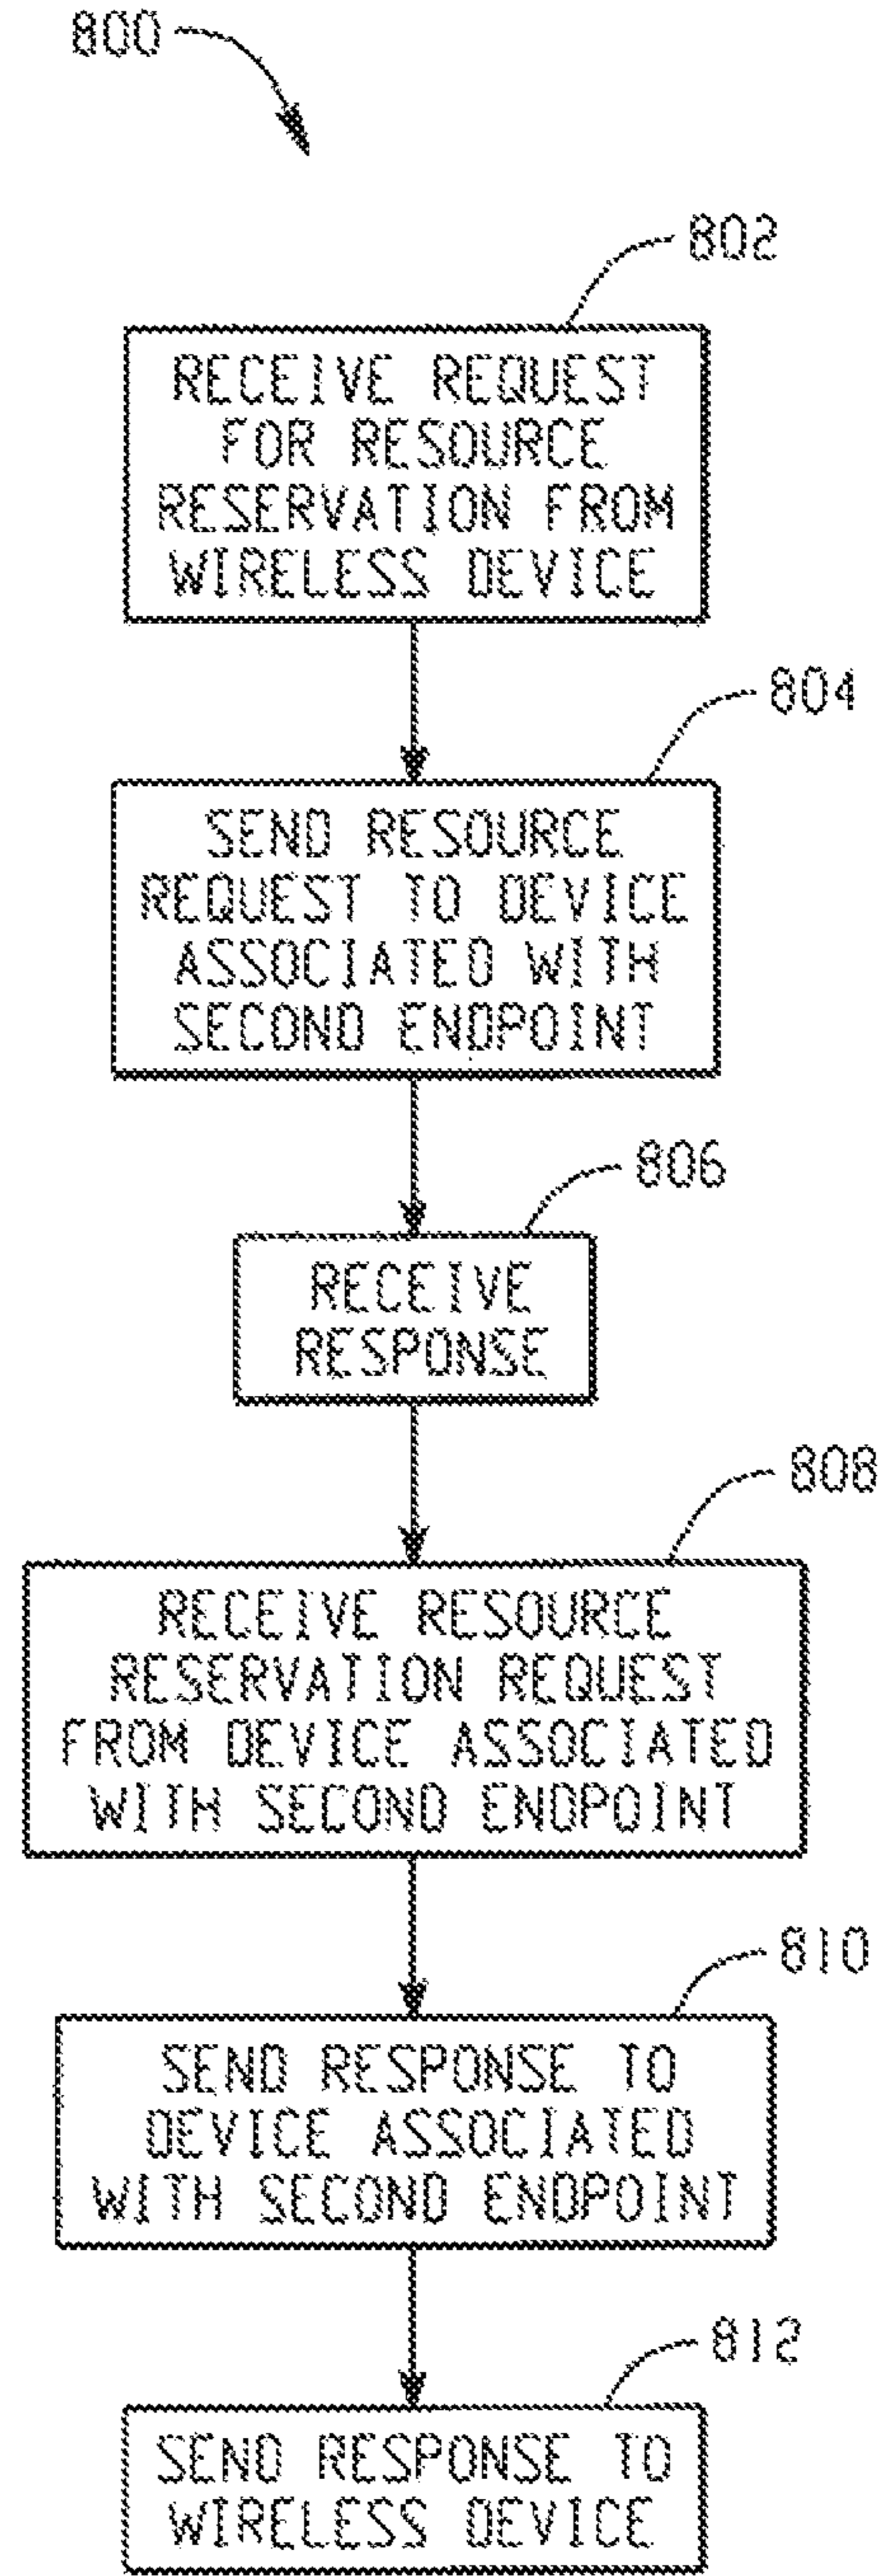 800
802
RECEIVE REQUEST
FOR RESOURCE
RESERVATION FROM
WIRELESS DEVICE
804
SEND RESOURCE
REQUEST TO DEVICE
ASSOCIATED WITH
SECOND ENDPOINT
806
RECEIVE
RESPONSE
808
RECEIVE RESOURCE
RESERVATION REQUEST
FROM DEVICE ASSOCIATED
WITH SECOND ENDPOINT
810
SEND RESPONSE TO
DEVICE ASSOCIATED
WITH SECOND ENDPOINT
812
SEND RESPONSE TO
WIRELESS DEVICE